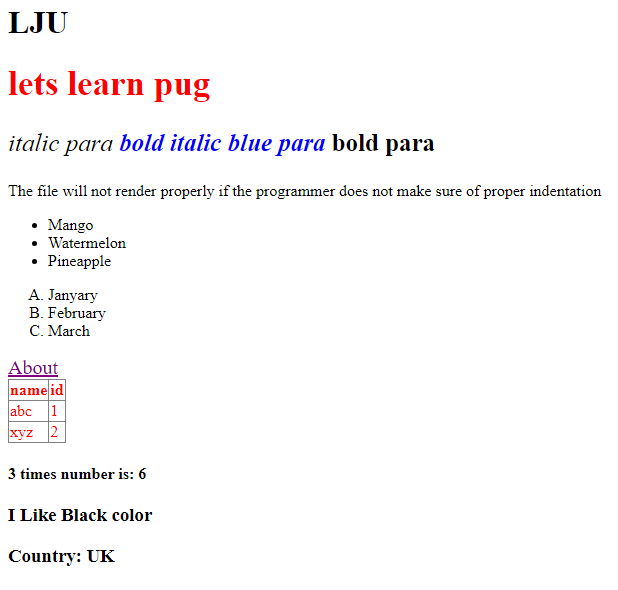 LJU
lets learn pug
italic para bold italic blue para bold para
The file will not render properly if the programmer does not make sure of proper indentation
• Mango
• Watermelon
• Pineapple
A. Janyary
B. February
C. March
About
name id
abc 1
xyz 2
3 times number is: 6
I Like Black color
Country: UK